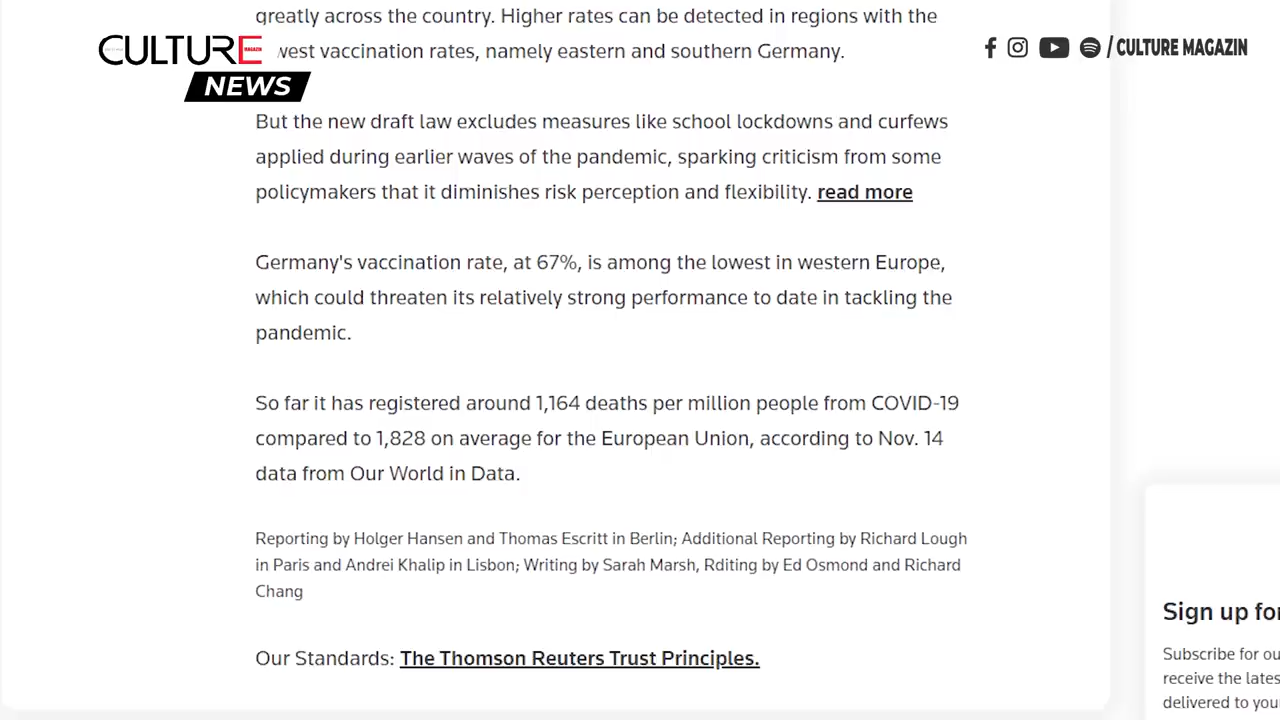 greatly across the country. Higher rates can be detected in regions with the
CULTURE
MAGAZIN
west vaccination rates, namely eastern and southern Germany.
/ CULTURE MAGAZIN
NEWS
But the new draft law excludes measures like school lockdowns and curfews
applied during earlier waves of the pandemic, sparking criticism from some
policymakers that it diminishes risk perception and flexibility. read more
Germany's vaccination rate, at 67%, is among the lowest in western Europe,
which could threaten its relatively strong performance to date in tackling the
pandemic.
So far it has registered around 1,164 deaths per million people from COVID-19
compared to 1,828 on average for the European Union, according to Nov. 14
data from Our World in Data.
Reporting by Holger Hansen and Thomas Escritt in Berlin; Additional Reporting by Richard Lough
in Paris and Andrei Khalip in Lisbon; Writing by Sarah Marsh, Rditing by Ed Osmond and Richard
Chang
Our Standards: The Thomson Reuters Trust Principles.
Sign up for
Subscribe for ou
receive the lates
delivered to you